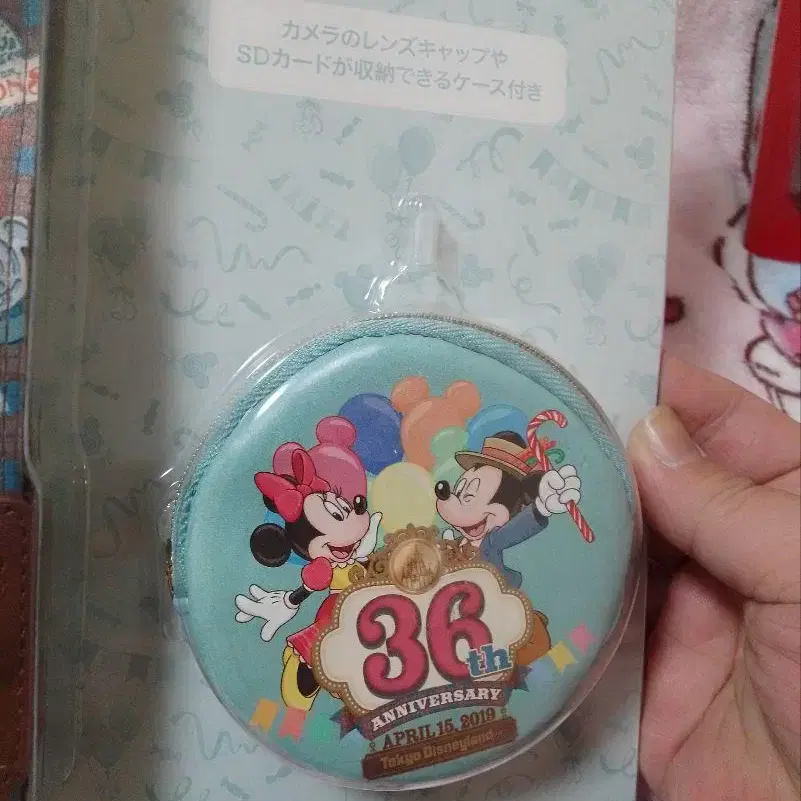 カメラのレンズキャップや
SDカードが収納できるケース付き
36th
ANNIVERSARY
APRIL 15, 2019
Tokyo Disneyland